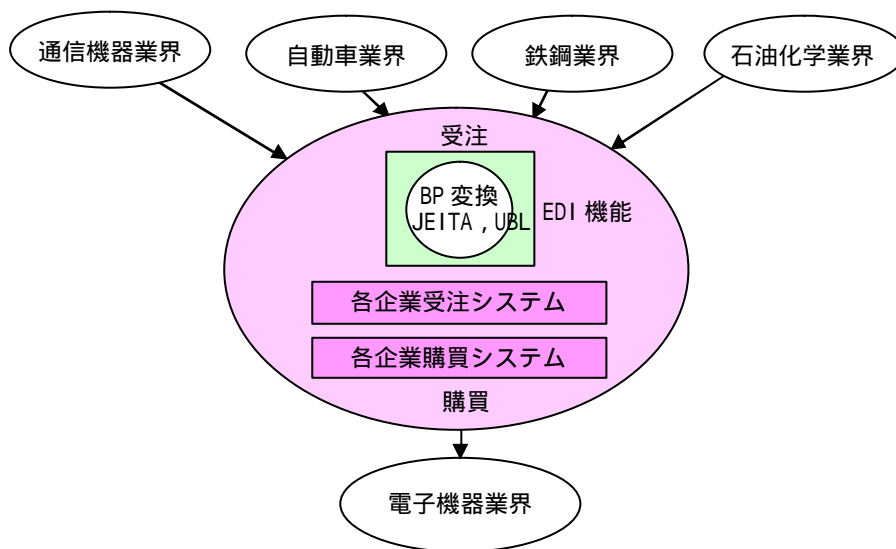 通信機器業界
自動車業界
鉄鋼業界
石油化学業界
受注
BP 変換
JEITA , UBL
EDI 機能
各企業受注システム
各企業購買システム
購買
電子機器業界